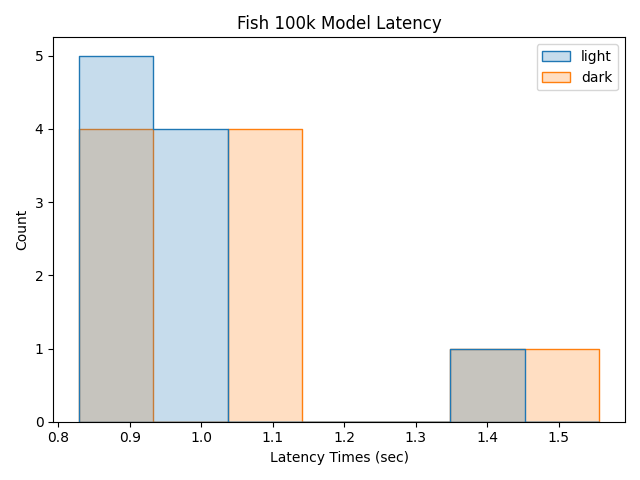 Fish 100k Model Latency
light
dark
Count
5
4
3
2
1
0
0.8 0.9 1.0 1.1 1.2 1.3 1.4 1.5
Latency Times (sec)